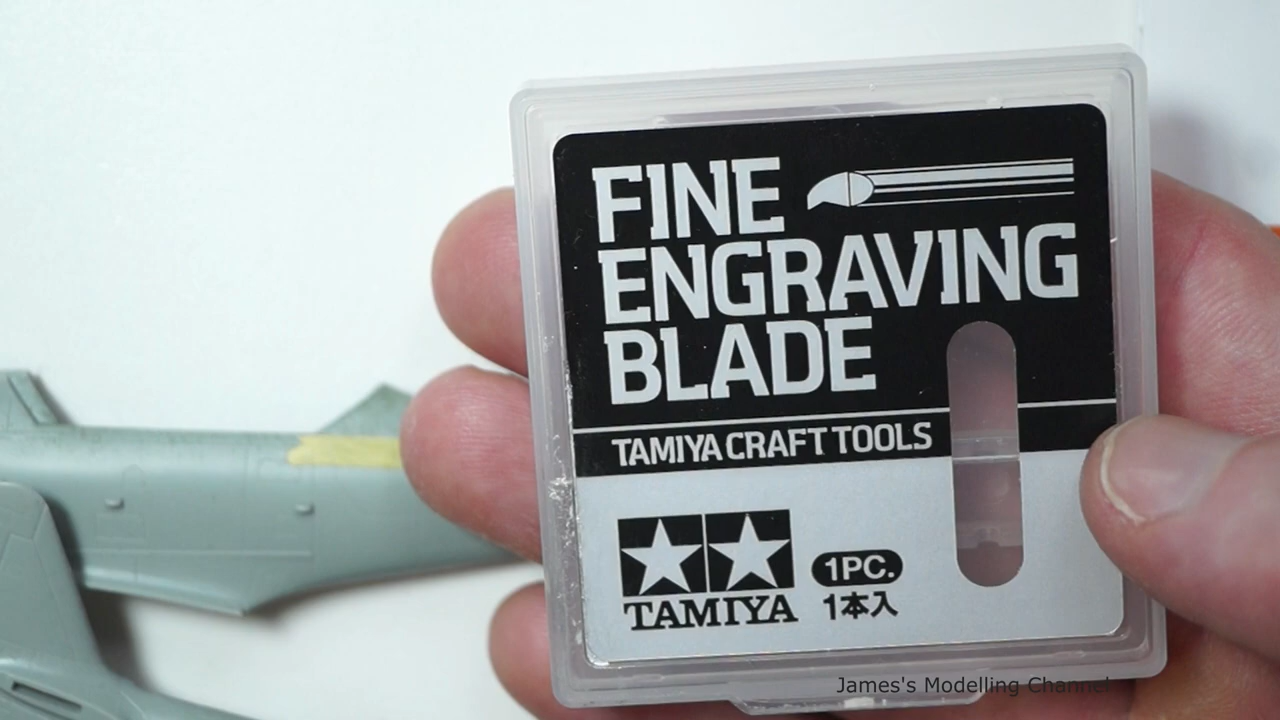 FINE
ENGRAVING
BLADE
TAMIYA CRAFT TOOLS
TAMIYA
1PC.
1本入
James's Modelling Channel